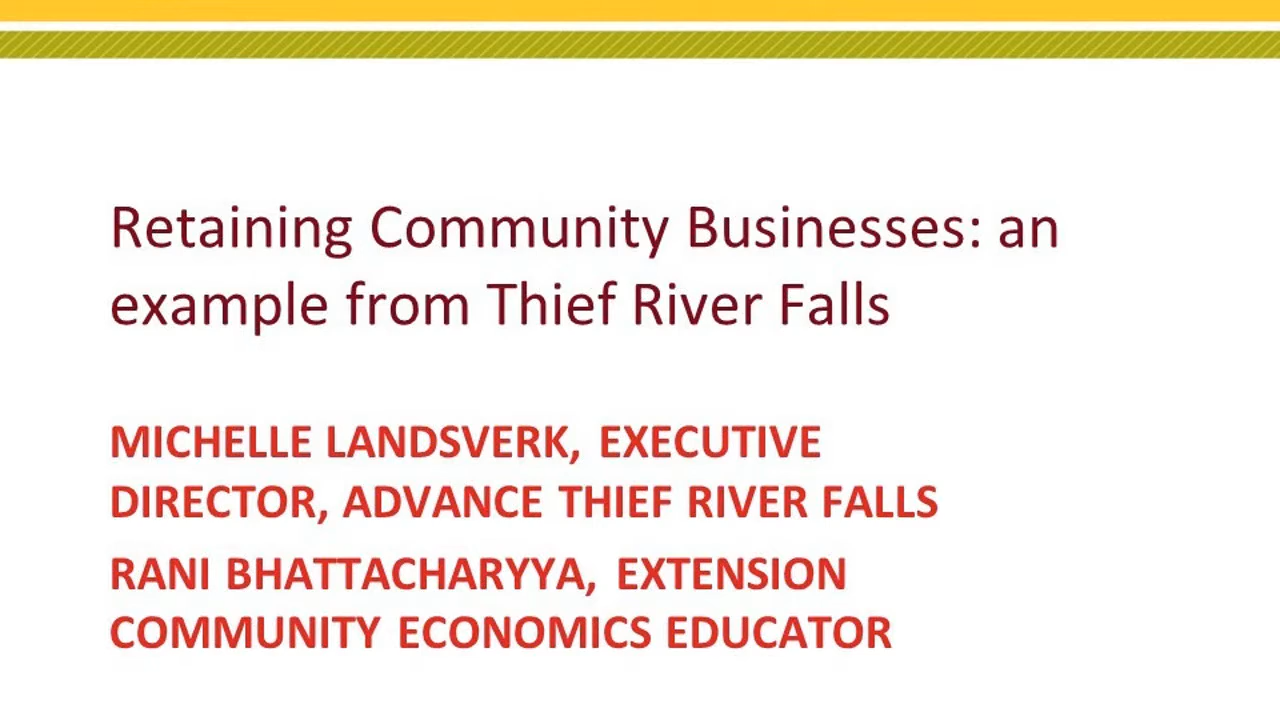 Retaining Community Businesses: an
example from Thief River Falls
MICHELLE LANDSVERK, EXECUTIVE
DIRECTOR, ADVANCE THIEF RIVER FALLS
RANI BHATTACHARYYA, EXTENSION
COMMUNITY ECONOMICS EDUCATOR